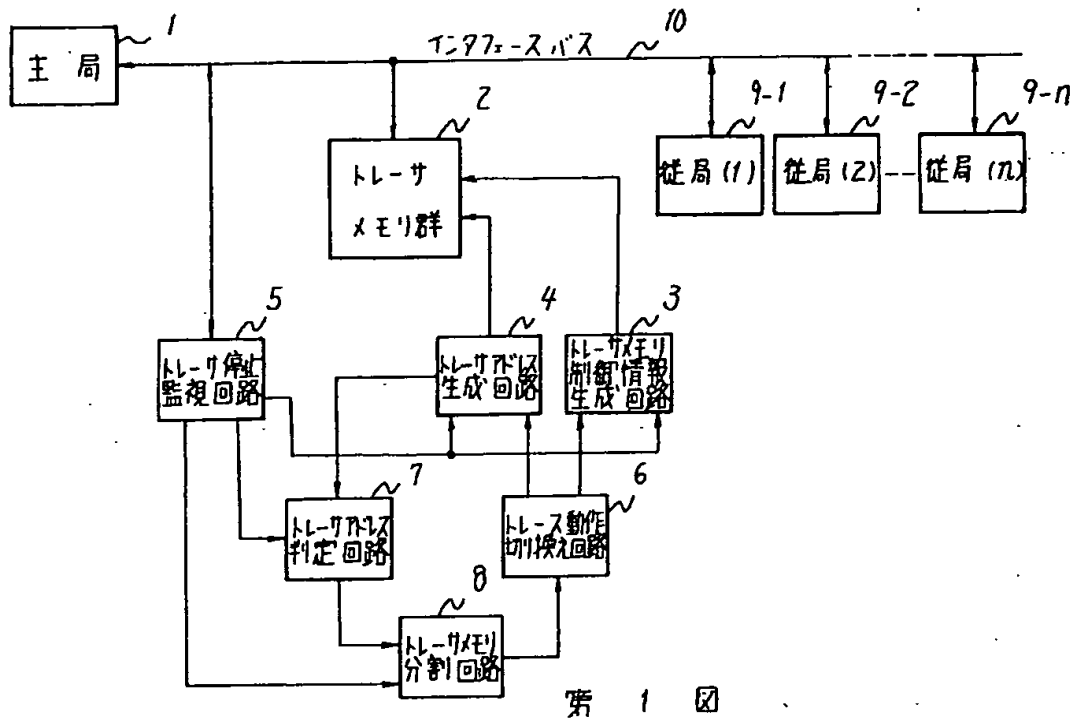 1
主局
インタフェースバス
10
2
トレーサ
メモリ群
9-1
9-2
9-n
従局(1)
従局(2)
従局(n)
5
トレーサ停止
監視回路
4
トレーサアドレス
生成回路
3
トレーサメモリ
制御情報
生成回路
7
トレーサアドレス
判定回路
6
トレース動作
切り換え回路
8
トレーサメモリ
分割回路
第 1 図